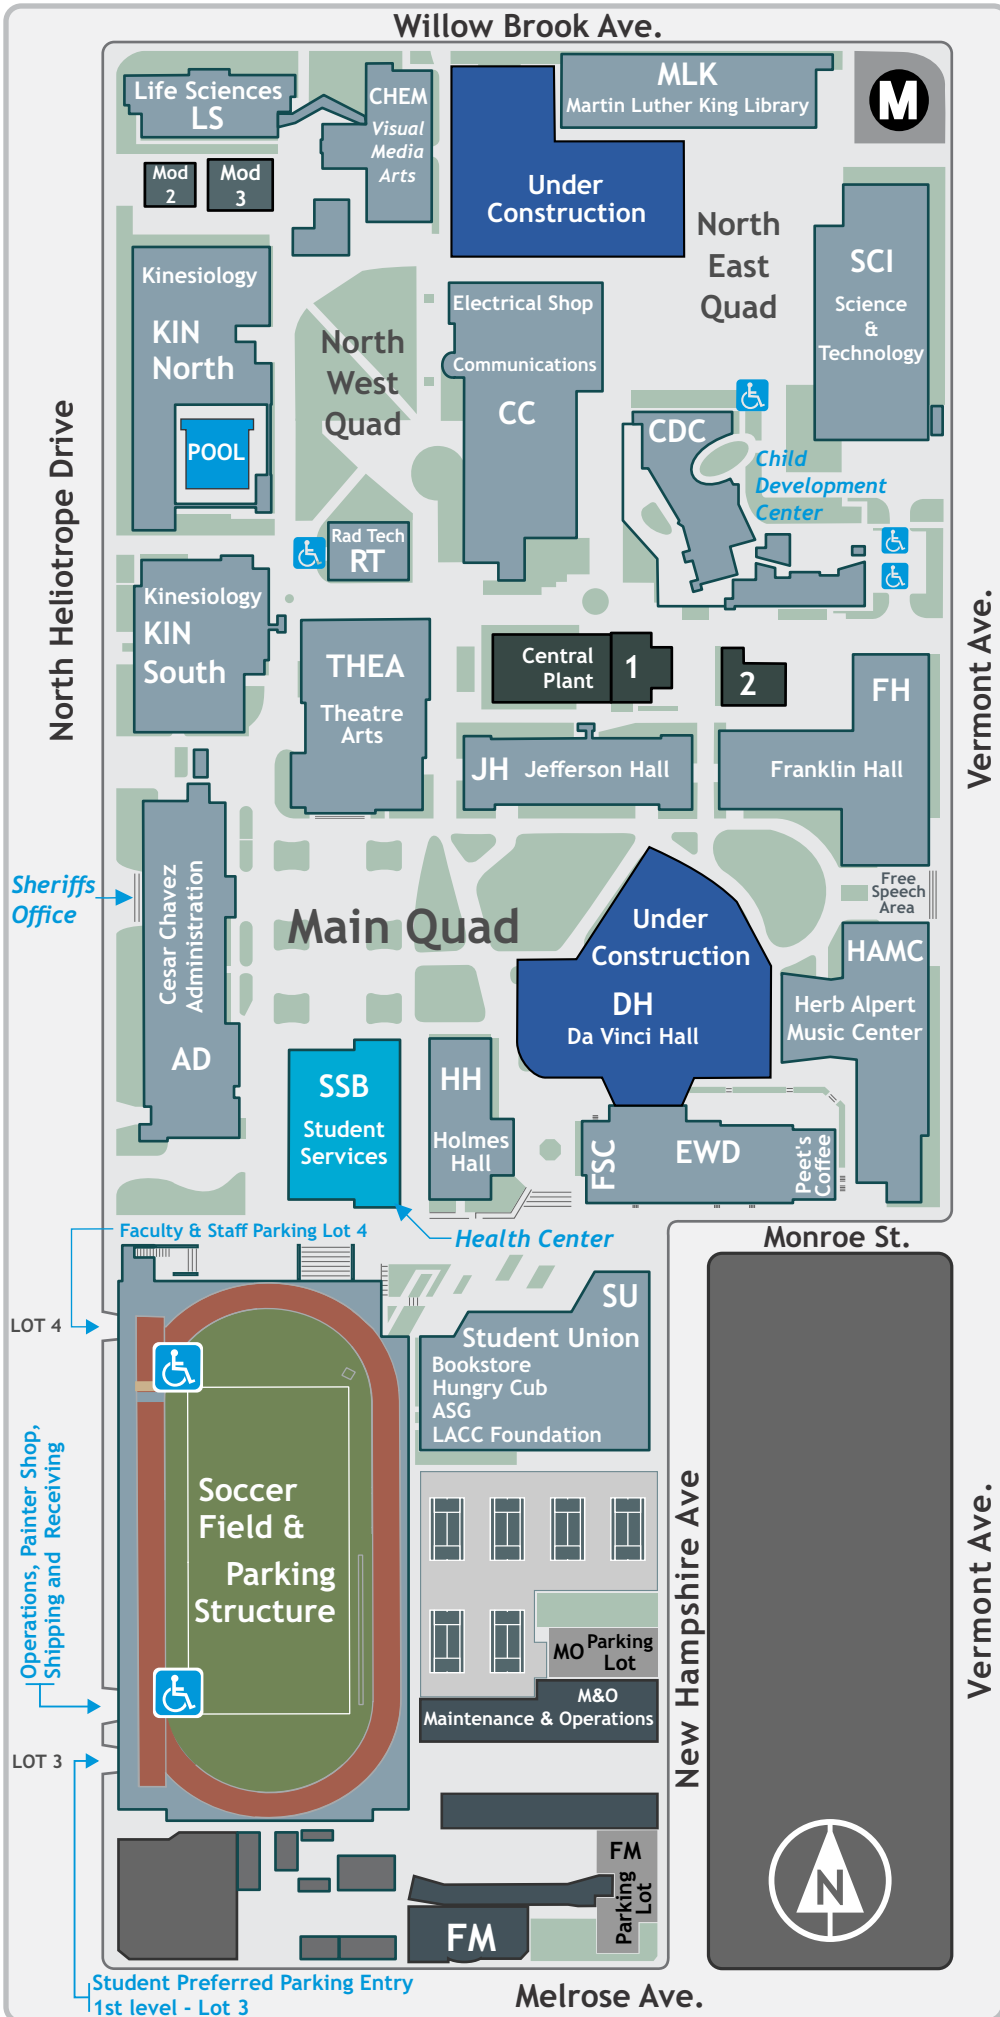 Willow Brook Ave.
Life Sciences
LS
CHEM
Visual
Media
Arts
MLK
Martin Luther King Library
M
Mod
2
Mod
3
Under
Construction
North
East
Quad
SCI
Science
&
Technology
Kinesiology
KIN
North
POOL
North
West
Quad
Electrical Shop
Communications
CC
CDC
Child
Development
Center
Rad Tech
RT
North Heliotrope Drive
Kinesiology
KIN
South
THEA
Theatre
Arts
Central
Plant
1
2
FH
Franklin Hall
JH Jefferson Hall
Vermont Ave.
Sheriffs
Office
Cesar Chavez
Administration
AD
Main Quad
Under
Construction
DH
Da Vinci Hall
Free
Speech
Area
HAMC
Herb Alpert
Music Center
SSB
Student
Services
HH
Holmes
Hall
FSC
EWD
Peet's
Coffee
Health Center
Faculty & Staff Parking Lot 4
Monroe St.
LOT 4
SU
Student Union
Bookstore
Hungry Cub
ASG
LACC Foundation
Operations, Painter Shop,
Shipping and Receiving
Soccer
Field &
Parking
Structure
New Hampshire Ave
Vermont Ave.
MO Parking
Lot
M&O
Maintenance & Operations
LOT 3
FM
Parking
Lot
FM
N
Student Preferred Parking Entry
1st level - Lot 3
Melrose Ave.